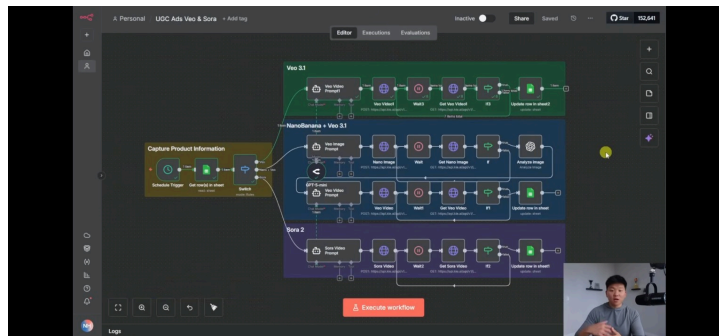 Personal UGC Ads Veo & Sora + Add tag
Inactive Share Saved Star 152,641
Editor Executions Evaluations
Veo 3.1
Veo Video Prompt1
Veo Video1
Wait3
Get Veo Video3
If3
Update row in sheet2
NanoBanana + Veo 3.1
Veo Image Prompt
Nano Image
Wait
Get Nano Image
If
Analyze Image
Capture Product Information
Schedule Trigger
Get row(s) in sheet
Switch
GPT-5-mini
Veo Video Prompt
Veo Video
Wait1
Get Veo Video
If1
Update row in sheet
Sora 2
Sora Video Prompt
Sora Video
Wait2
Get Sora Video
If2
Update row in sheet1
Execute workflow
Logs